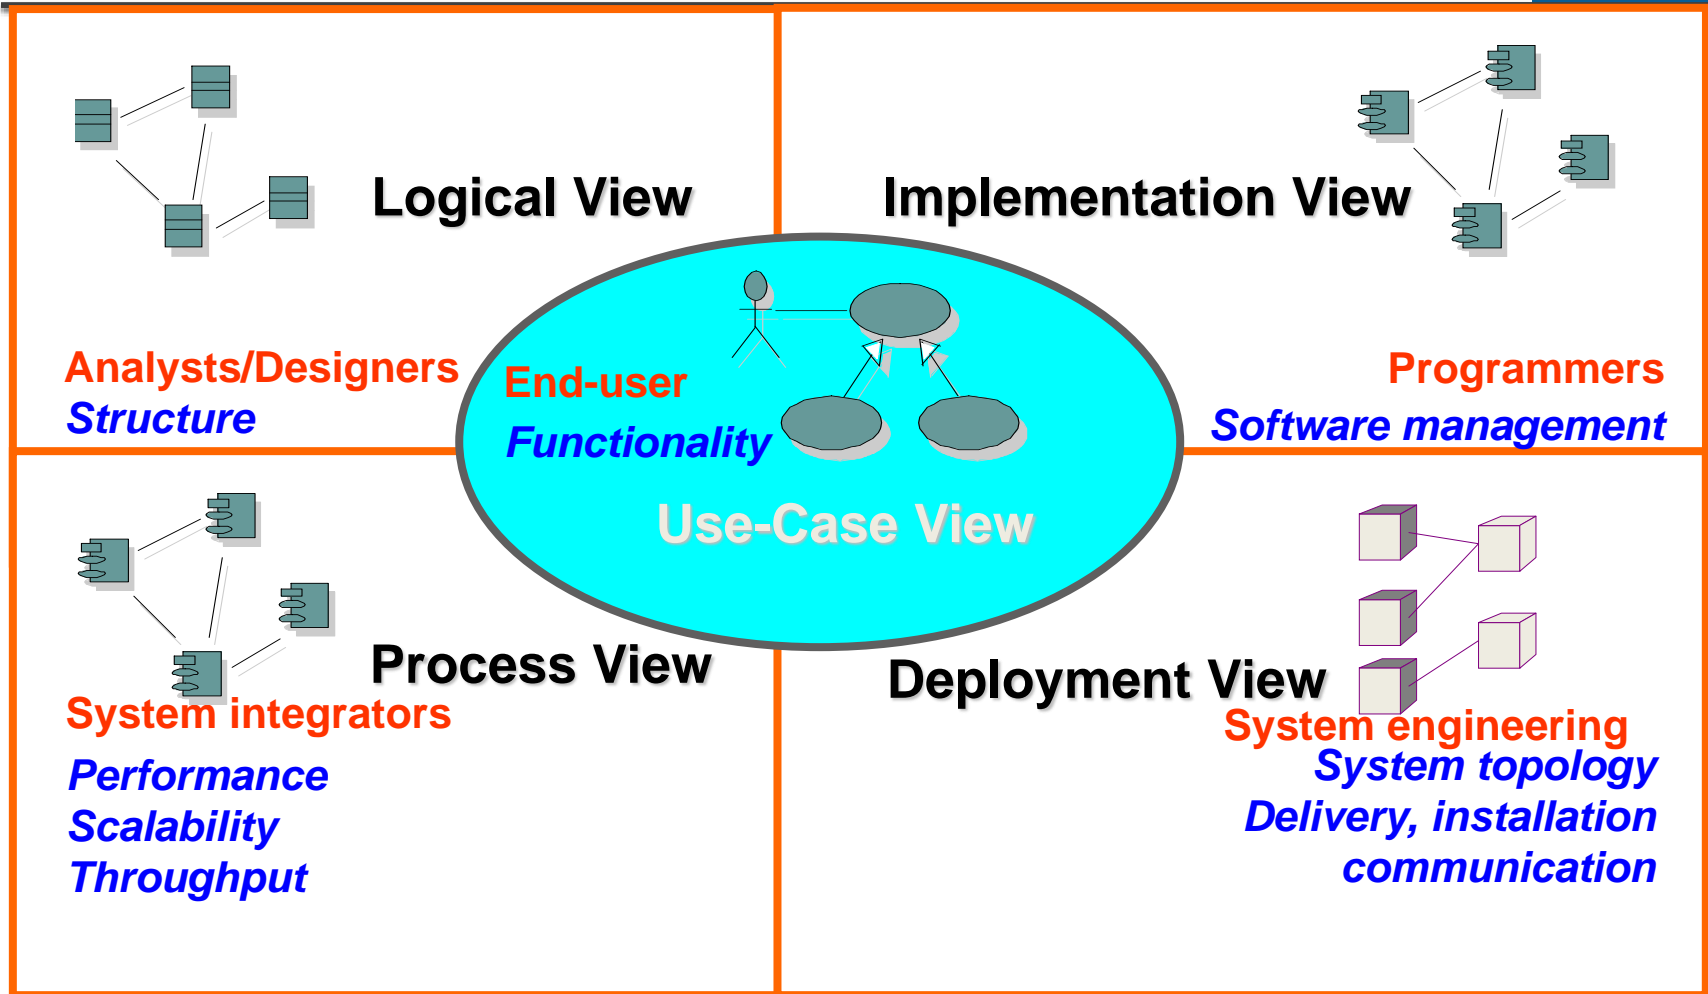 Logical View
Analysts/Designers
Structure
Implementation View
Programmers
Software management
End-user
Functionality
Use-Case View
Process View
System integrators
Performance
Scalability
Throughput
Deployment View
System engineering
System topology
Delivery, installation
communication